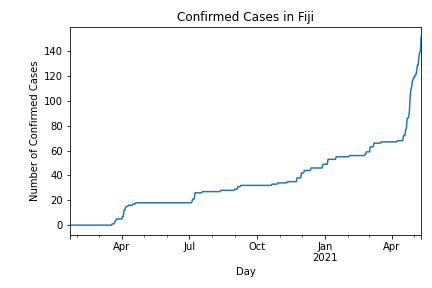 Confirmed Cases in Fiji
Number of Confirmed Cases
140
120
100
80
60
40
20
0
Apr
Jul
Oct
Jan
2021
Apr
Day